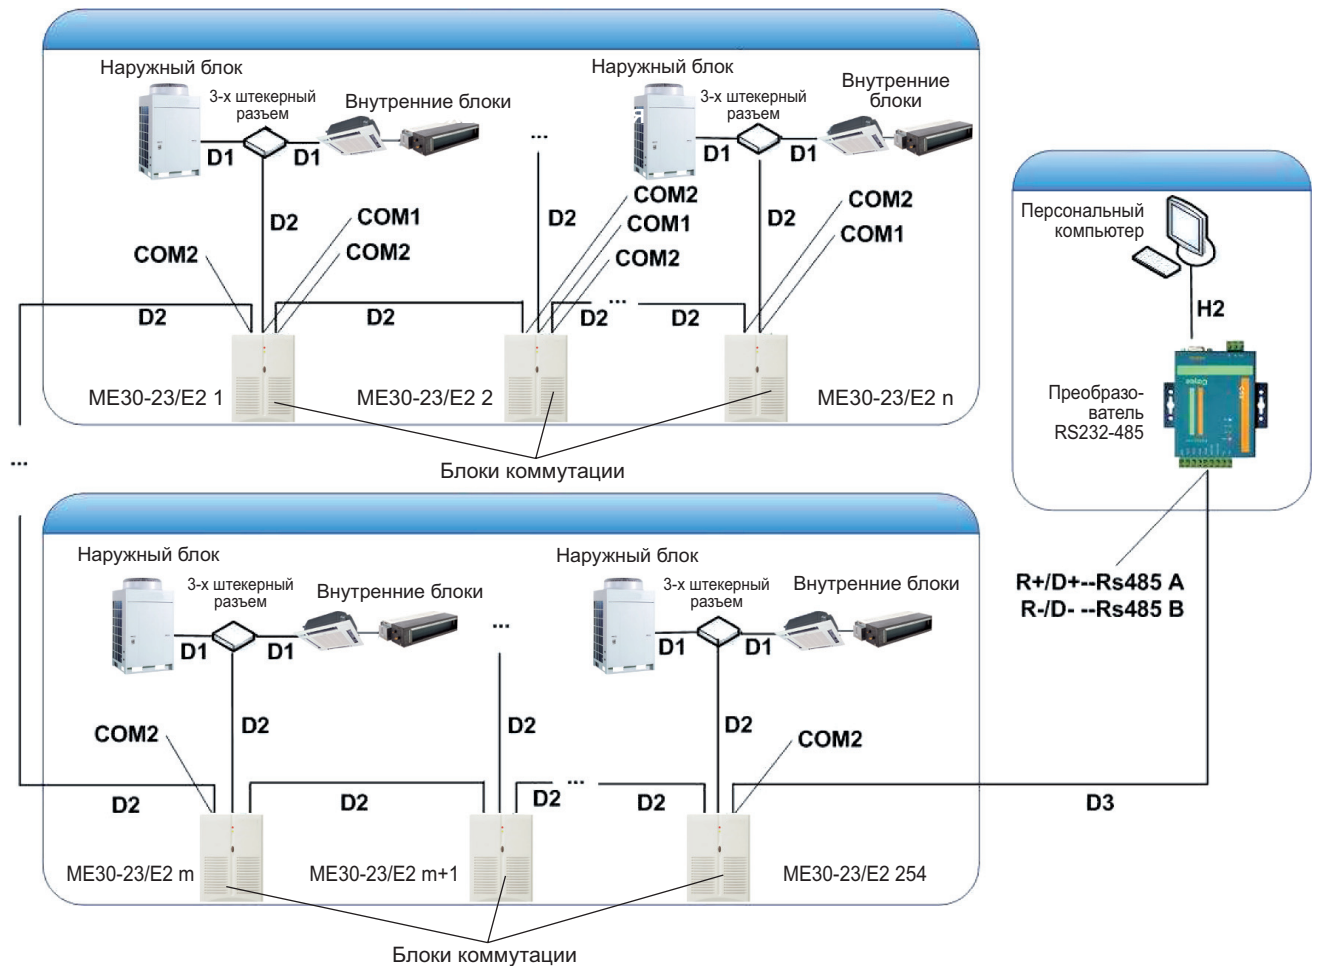 Наружный блок
3-х штекерный
разъем
Внутренние блоки
Наружный блок
3-х штекерный
разъем
я
Внутренние
блоки
...
D1
D1
D1
D1
D2
D2
D2
COM2
COM1
COM2
COM2
COM1
COM2
COM2
COM1
D2
D2
D2
...
D2
ME30-23/E2 1
ME30-23/E2 2
ME30-23/E2 n
Блоки коммутации
...
Персональный
компьютер
H2
Преобразо-
ватель
RS232-485
R+/D+--Rs485 A
R-/D- --Rs485 B
Наружный блок
3-х штекерный
разъем
Внутренние блоки
...
Наружный блок
3-х штекерный
разъем
Внутренние блоки
D1
D1
D1
D1
COM2
D2
D2
D2
COM2
D2
D2
D2
...
D2
D3
ME30-23/E2 m
ME30-23/E2 m+1
ME30-23/E2 254
Блоки коммутации